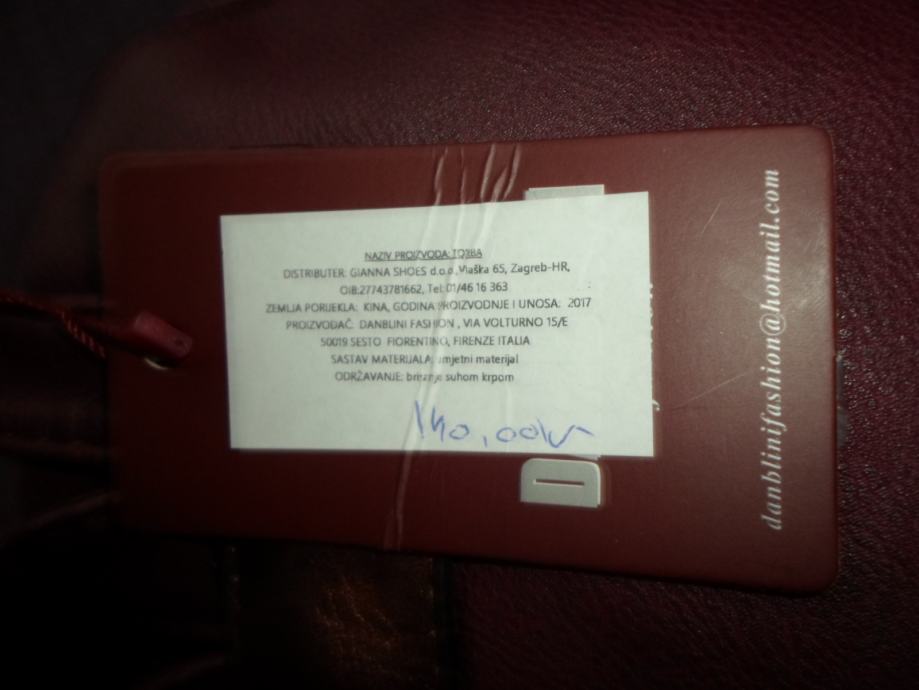 NAZIV PROIZVODA: TORBA
DISTRIBUTER: GIANNA SHOES d.o.o. Vlaška 65, Zagreb-HR,
OIB:27743781662, Tel: 01/46 16 363
ZEMLJA PORIJEKLA: KINA, GODINA PROIZVODNJE I UNOSA: 2017
PROIZVOĐAČ: DANBLINI FASHION , VIA VOLTURNO 15/E
50019 SESTO FIORENTINO, FIRENZE ITALIA
SASTAV MATERIJALA: umjetni materijal
ODRŽAVANJE: brisanje suhom krpom
140,00kn
D
danblinifashion@hotmail.com